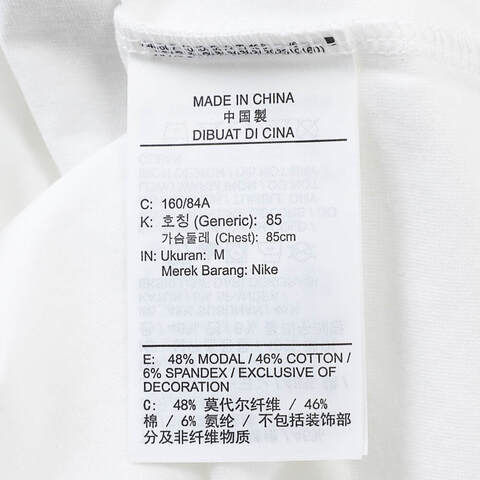 MADE IN CHINA
中国製
DIBUAT DI CINA
C: 160/84A
K: 호칭 (Generic): 85
가슴둘레 (Chest): 85cm
IN: Ukuran: M
Merek Barang: Nike
E: 48% MODAL / 46% COTTON /
6% SPANDEX / EXCLUSIVE OF
DECORATION
C: 48% 莫代尔纤维 / 46%
棉 / 6% 氨纶 / 不包括装饰部
分及非纤维物质